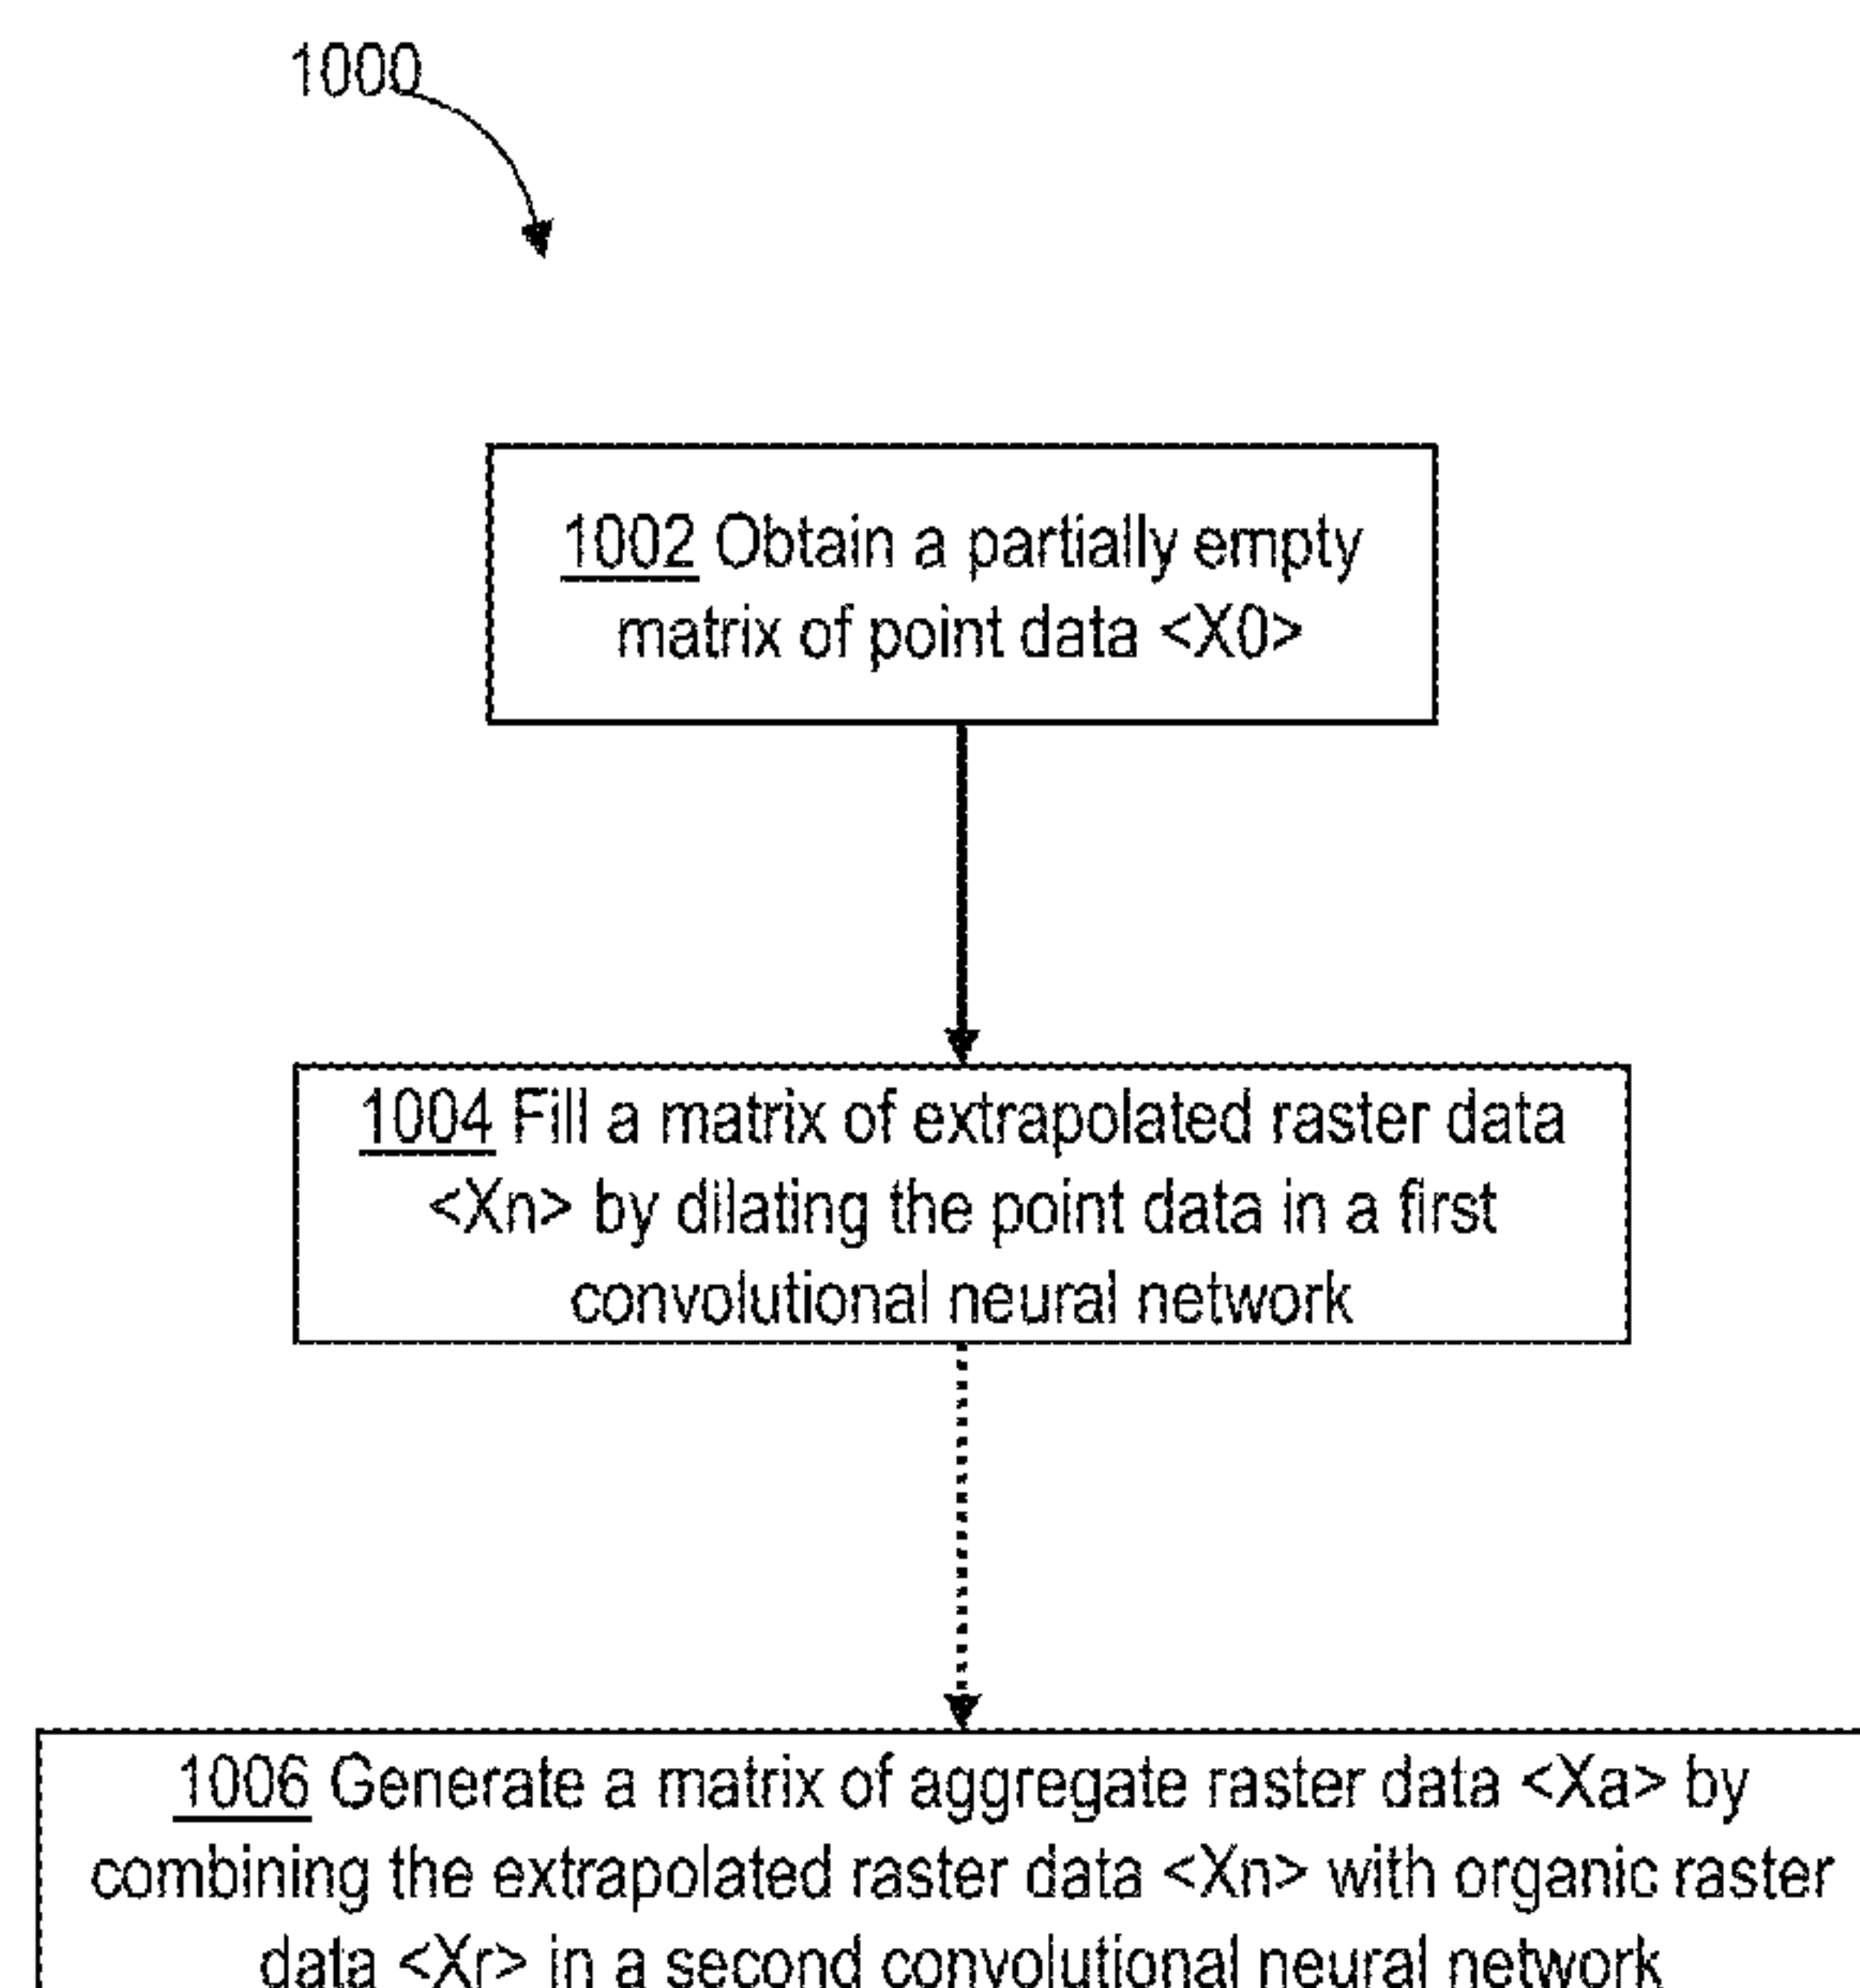 1000
1002 Obtain a partially empty
matrix of point data <X0>
1004 Fill a matrix of extrapolated raster data
<Xn> by dilating the point data in a first
convolutional neural network
1006 Generate a matrix of aggregate raster data <Xa> by
combining the extrapolated raster data <Xn> with organic raster
data <Xr> in a second convolutional neural network